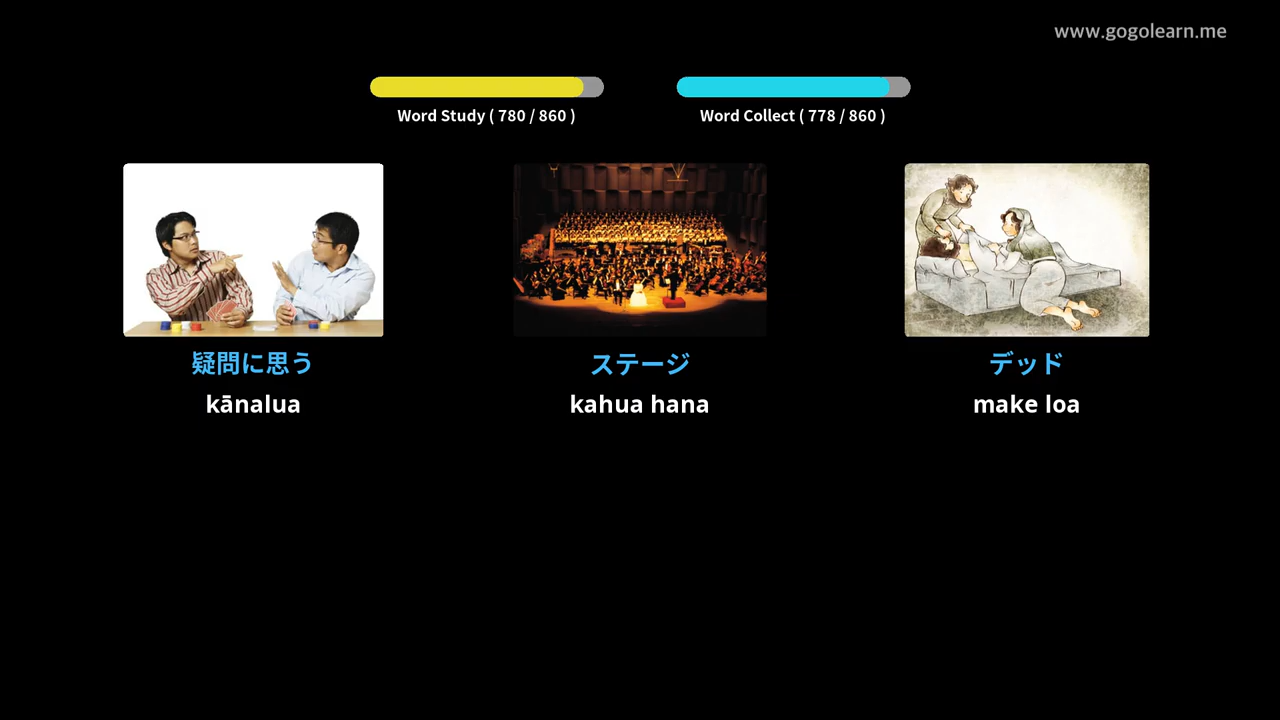 www.gogolearn.me
Word Study ( 780 / 860 )
Word Collect ( 778 / 860 )
疑問に思う
kānalua
ステージ
kahua hana
デッド
make loa